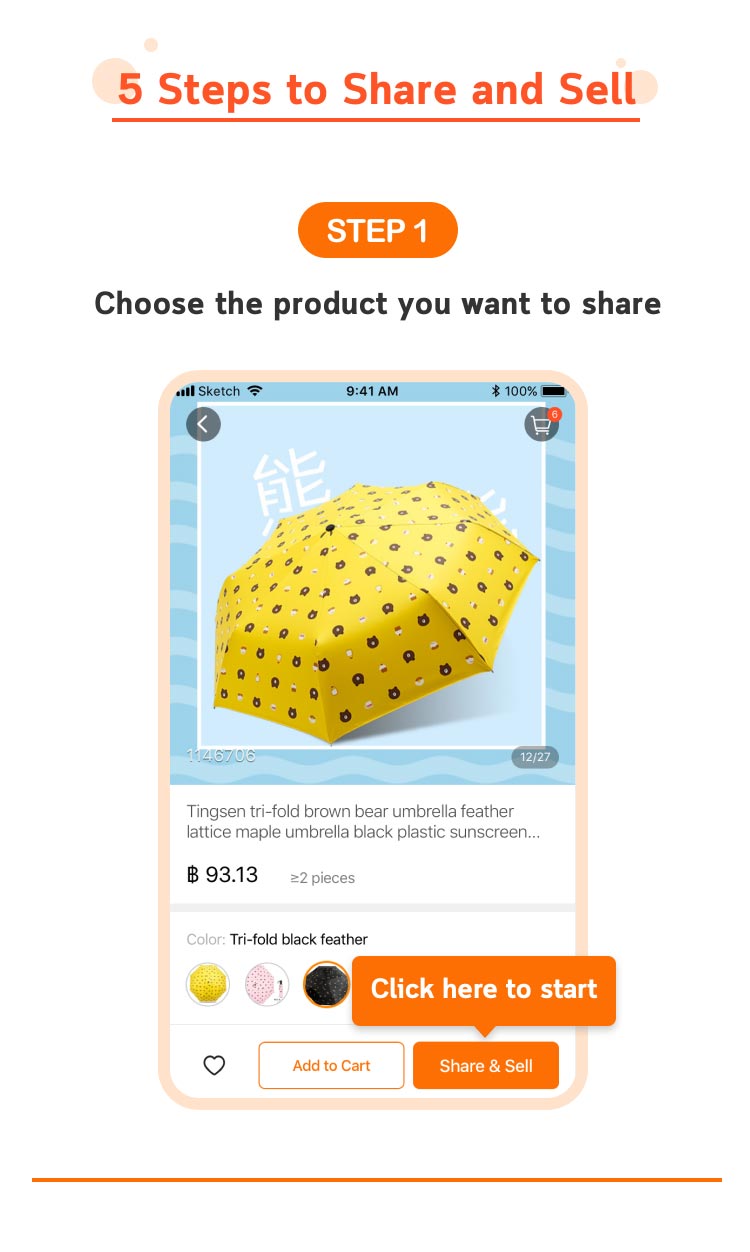 5 Steps to Share and Sell
STEP 1
Choose the product you want to share
Sketch 9:41 AM 100%
6
熊
1146706
12/27
Tingsen tri-fold brown bear umbrella feather
lattice maple umbrella black plastic sunscreen...
฿ 93.13 ≥2 pieces
Color: Tri-fold black feather
Click here to start
Add to Cart
Share & Sell